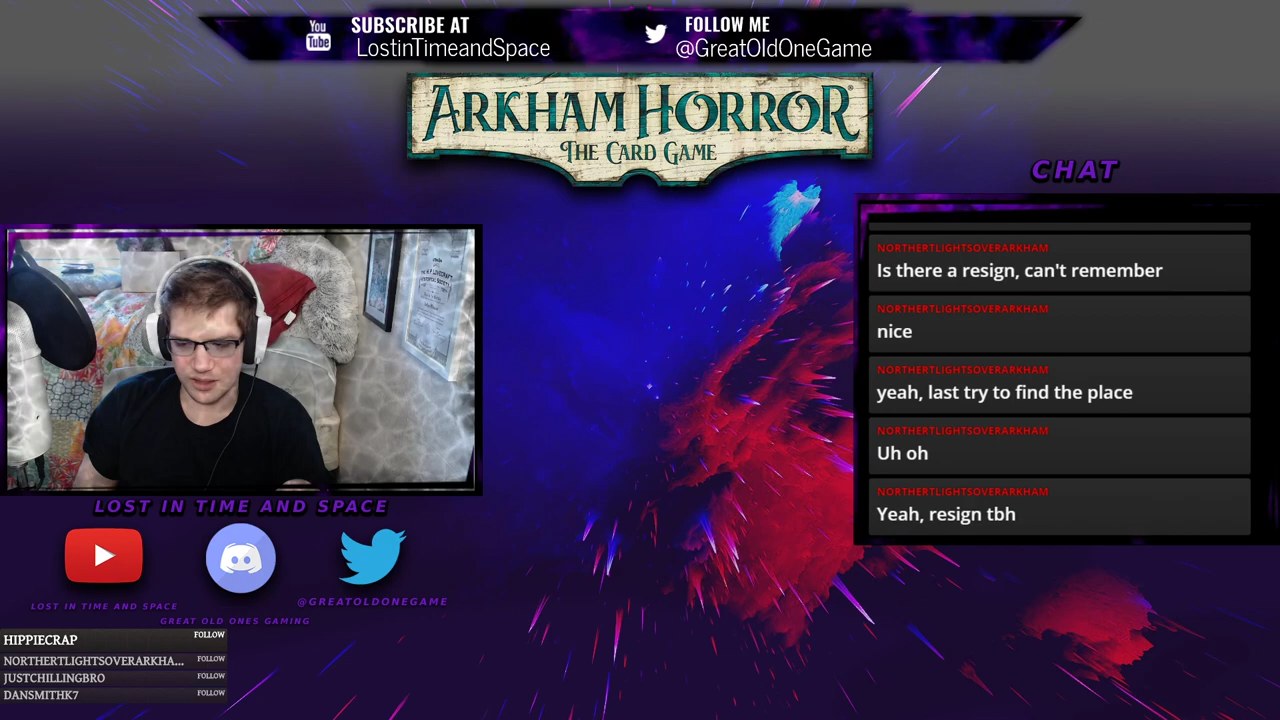 You
Tube
SUBSCRIBE AT
LostinTimeandSpace
FOLLOW ME
@GreatOldOneGame
ARKHAM HORROR®
THE CARD GAME
CHAT
NORTHERTLIGHTSOVERARKHAM
Is there a resign, can't remember
NORTHERTLIGHTSOVERARKHAM
nice
NORTHERTLIGHTSOVERARKHAM
yeah, last try to find the place
NORTHERTLIGHTSOVERARKHAM
Uh oh
NORTHERTLIGHTSOVERARKHAM
Yeah, resign tbh
LOST IN TIME AND SPACE
LOST IN TIME AND SPACE
GREAT OLD ONES GAMING
@GREATOLDONEGAME
HIPPIECRAP FOLLOW
NORTHERTLIGHTSOVERARKHA... FOLLOW
JUSTCHILLINGBRO FOLLOW
DANSMITHK7 FOLLOW